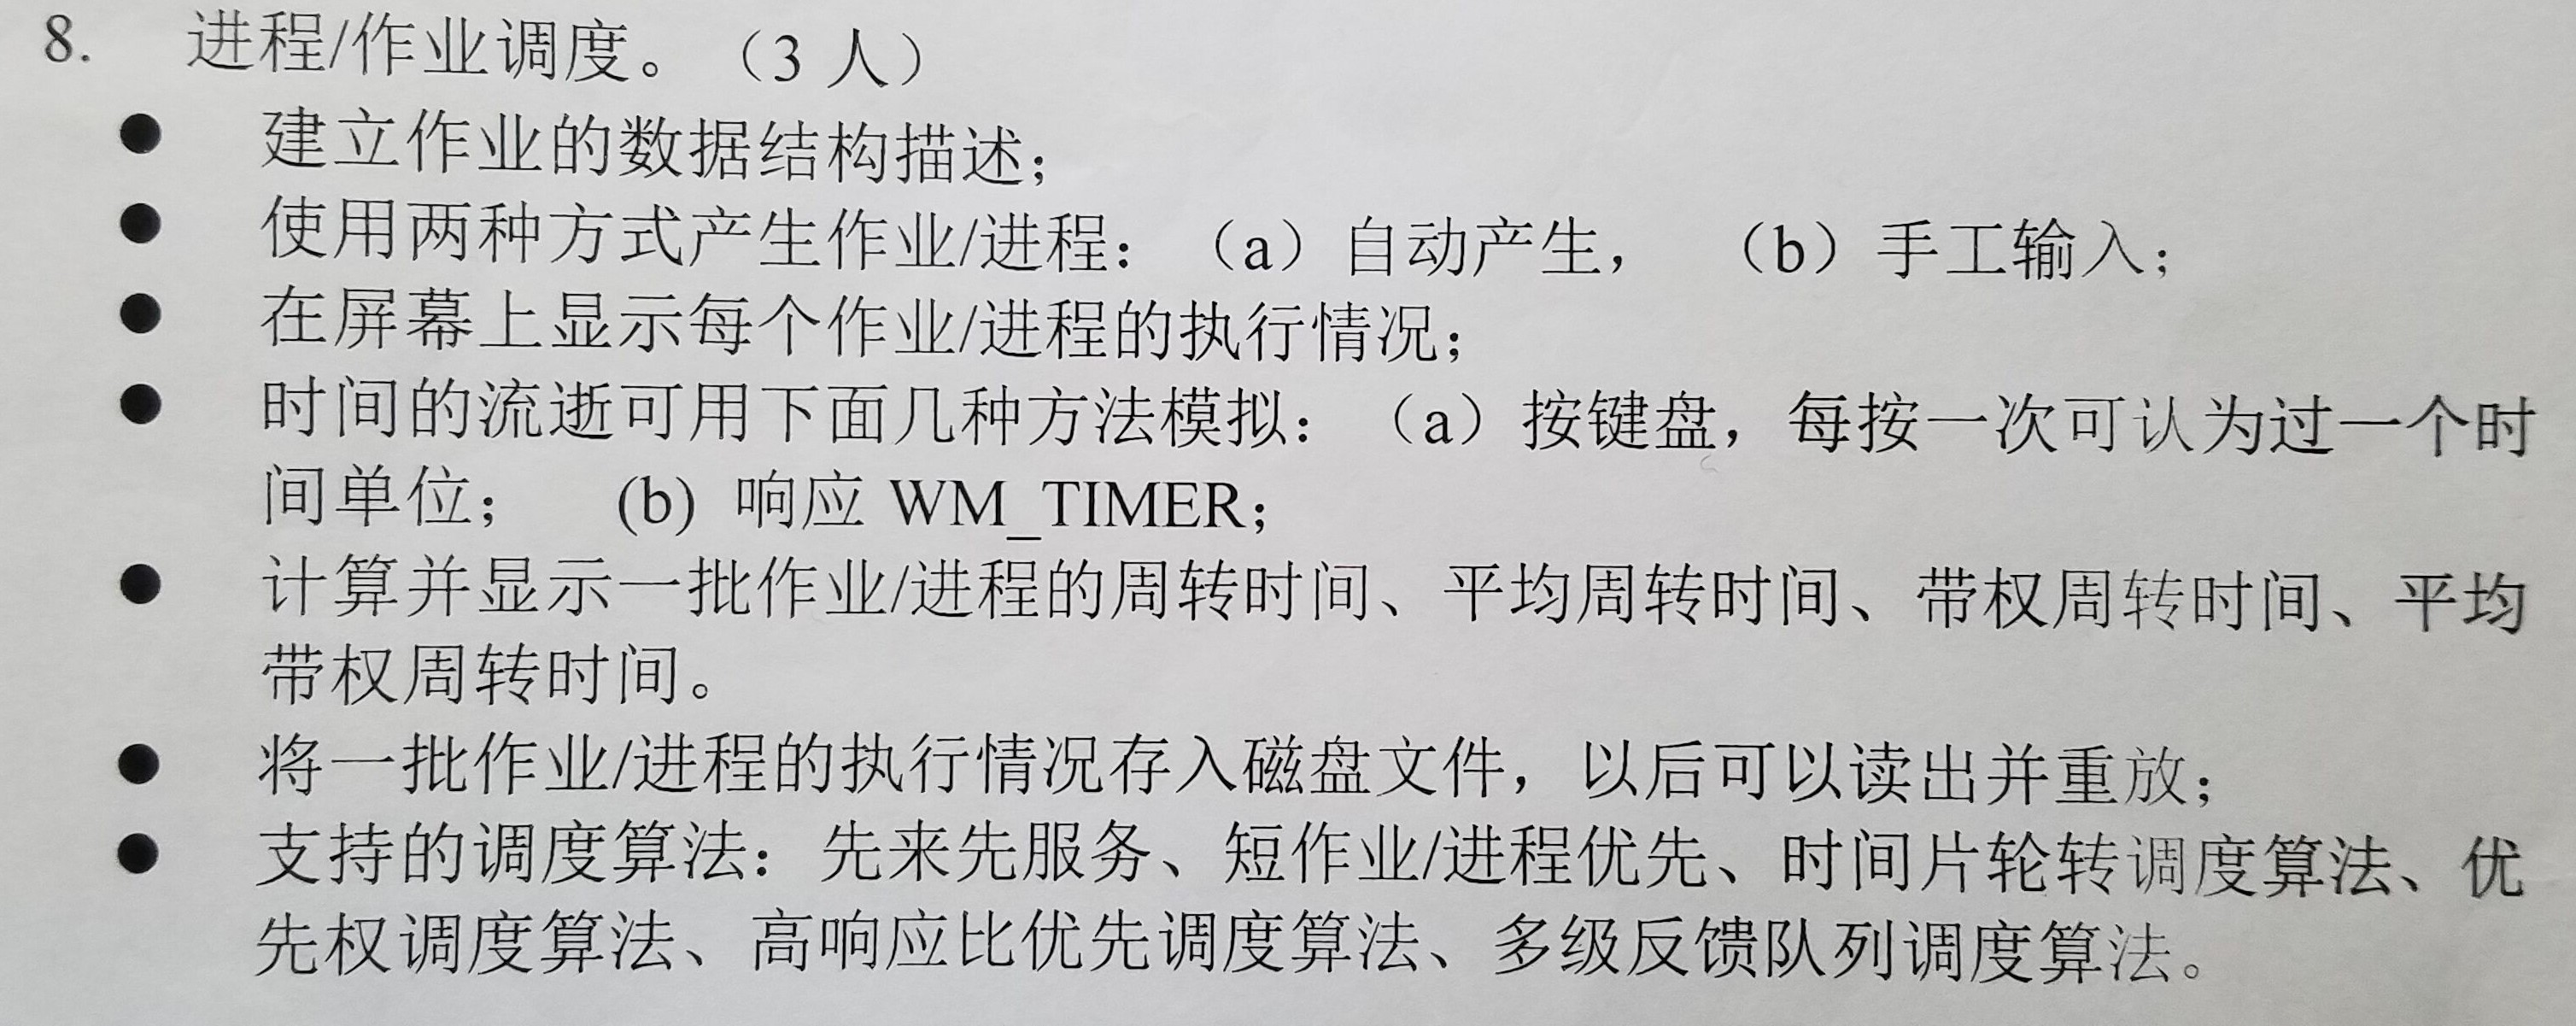 8. 进程/作业调度。（3 人）
● 建立作业的数据结构描述；
● 使用两种方式产生作业/进程：（a）自动产生， （b）手工输入；
● 在屏幕上显示每个作业/进程的执行情况；
● 时间的流逝可用下面几种方法模拟：（a）按键盘，每按一次可认为过一个时
间单位； (b) 响应 WM_TIMER；
● 计算并显示一批作业/进程的周转时间、平均周转时间、带权周转时间、平均
带权周转时间。
● 将一批作业/进程的执行情况存入磁盘文件，以后可以读出并重放；
● 支持的调度算法：先来先服务、短作业/进程优先、时间片轮转调度算法、优
先权调度算法、高响应比优先调度算法、多级反馈队列调度算法。